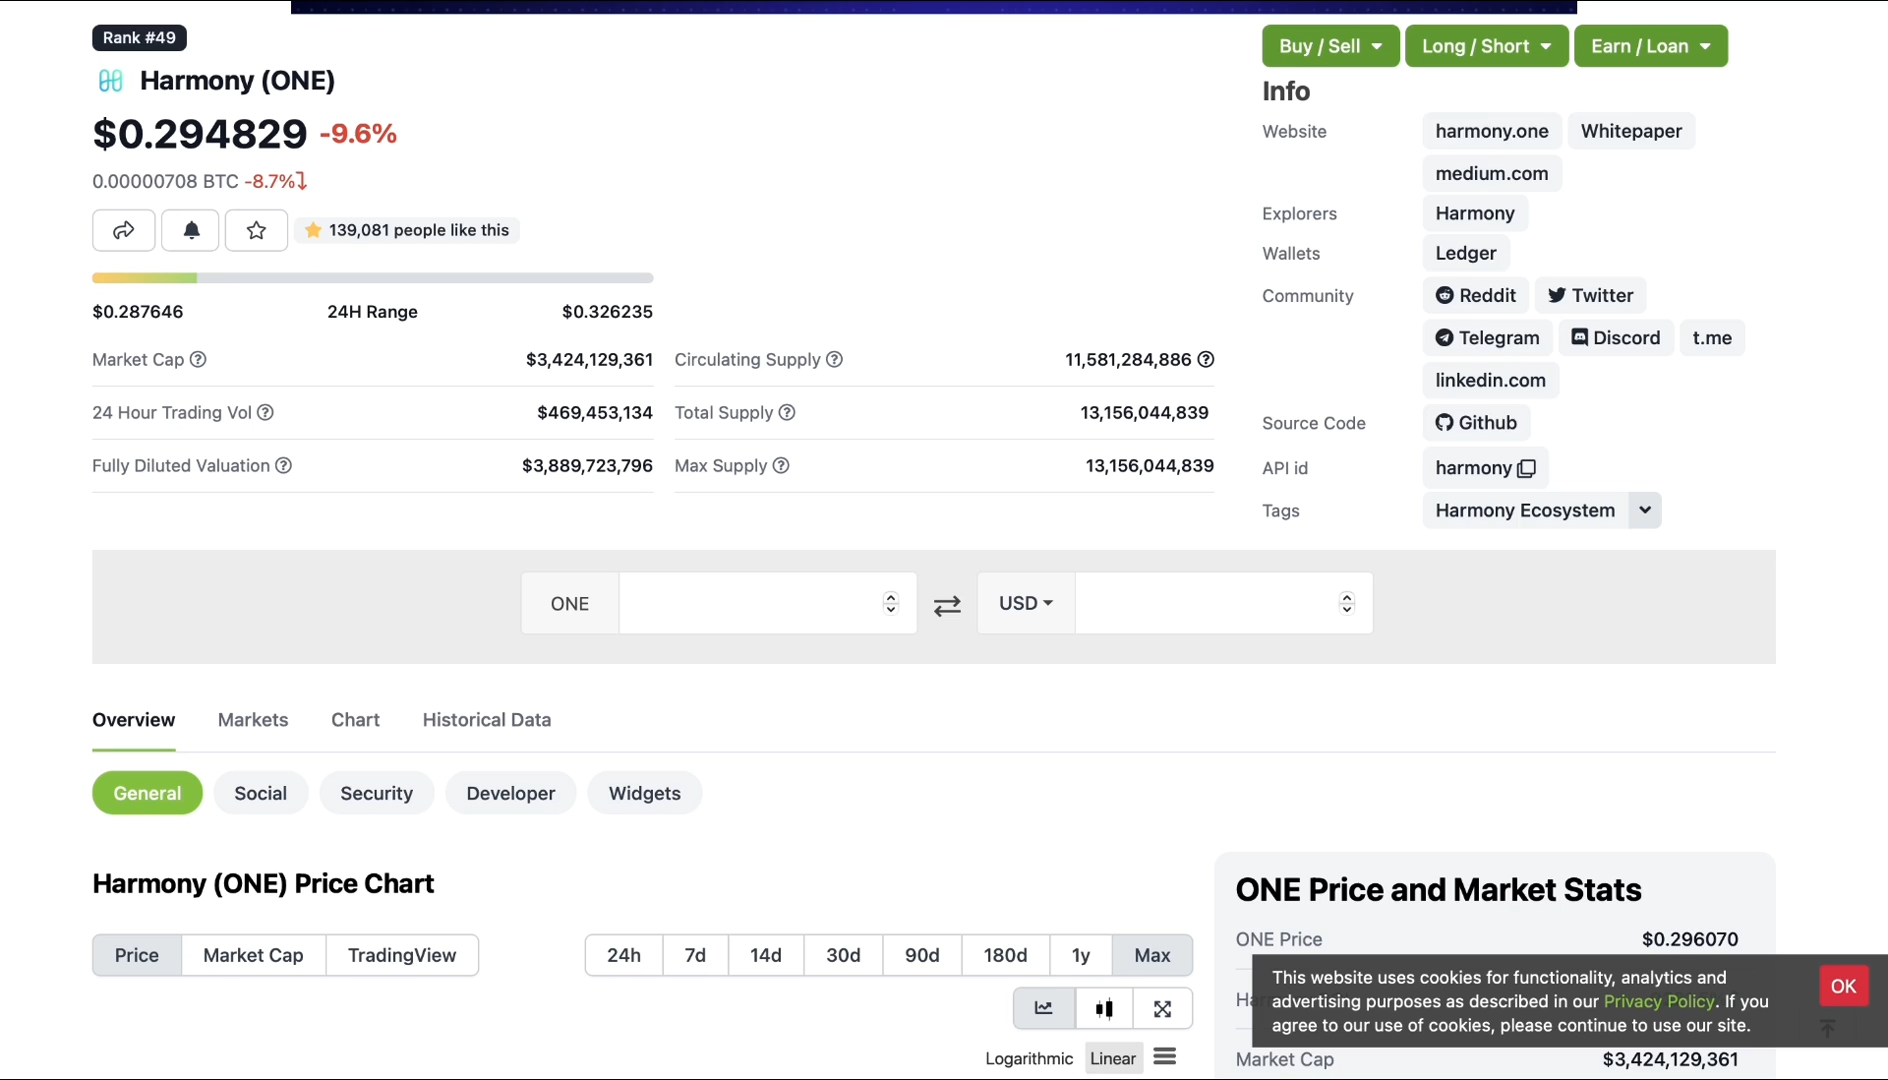 Rank #49
Harmony (ONE)
$0.294829 -9.6%
0.00000708 BTC -8.7%
139,081 people like this
$0.287646 24H Range $0.326235
Market Cap $3,424,129,361
24 Hour Trading Vol $469,453,134
Fully Diluted Valuation $3,889,723,796
Circulating Supply 11,581,284,886
Total Supply 13,156,044,839
Max Supply 13,156,044,839
Buy / Sell Long / Short Earn / Loan
Info
Website harmony.one Whitepaper
medium.com
Explorers Harmony
Wallets Ledger
Community Reddit Twitter
Telegram Discord t.me
linkedin.com
Source Code Github
API id harmony
Tags Harmony Ecosystem
ONE USD
Overview Markets Chart Historical Data
General Social Security Developer Widgets
Harmony (ONE) Price Chart
Price Market Cap TradingView
24h 7d 14d 30d 90d 180d 1y Max
Logarithmic Linear
ONE Price and Market Stats
ONE Price $0.296070
This website uses cookies for functionality, analytics and
advertising purposes as described in our Privacy Policy. If you
agree to our use of cookies, please continue to use our site.
OK
Market Cap $3,424,129,361